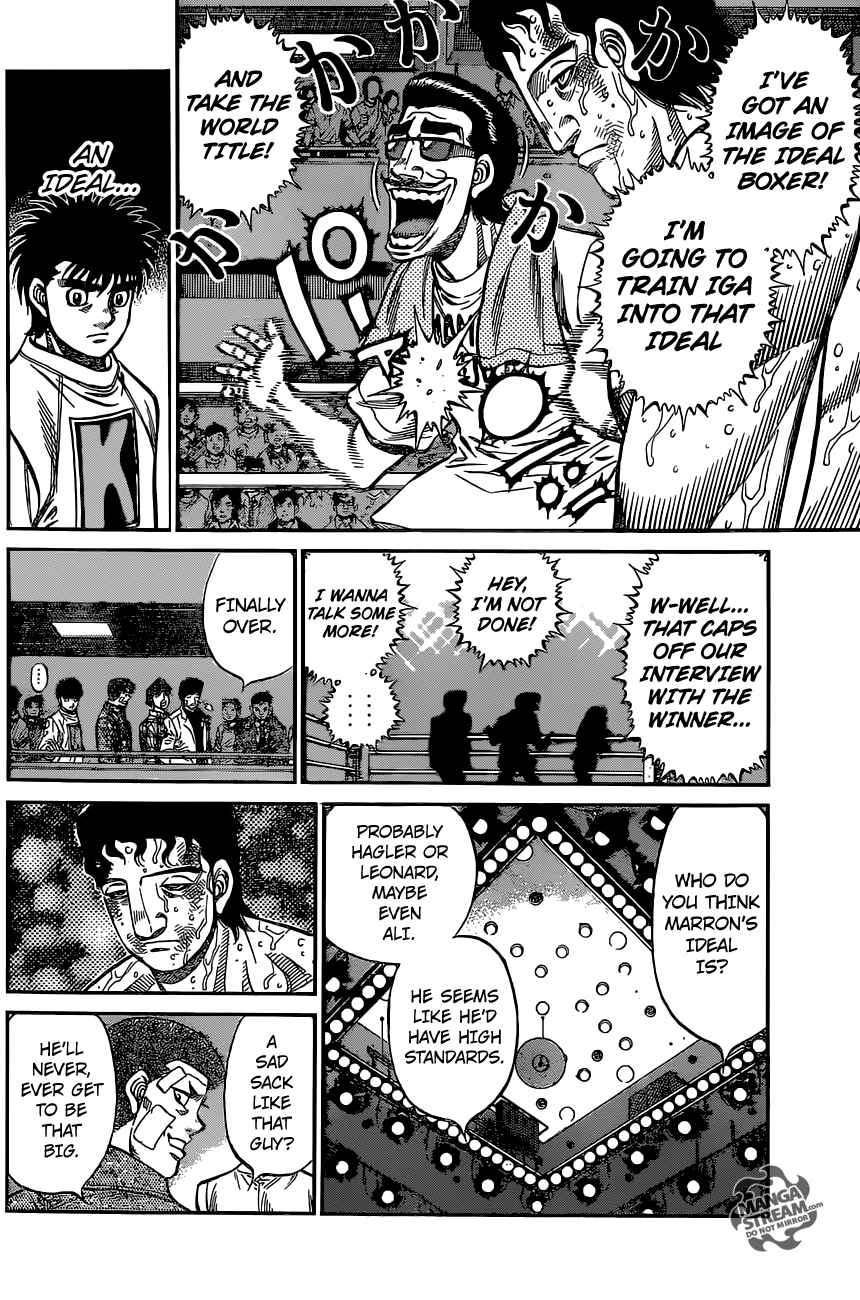 I'VE
GOT AN
IMAGE OF
THE IDEAL
BOXER!
I'M
GOING TO
TRAIN IGA
INTO THAT
IDEAL
AND
TAKE THE
WORLD
TITLE!
か
か
か
か
か
AN
IDEAL...
K
W-WELL...
THAT CAPS
OFF OUR
INTERVIEW
WITH THE
WINNER...
HEY,
I'M NOT
DONE!
I WANNA
TALK SOME
MORE!
FINALLY
OVER.
WHO DO
YOU THINK
MARRON'S
IDEAL
IS?
PROBABLY
HAGLER OR
LEONARD,
MAYBE
EVEN
ALI.
HE SEEMS
LIKE HE'D
HAVE HIGH
STANDARDS.
A
SAD
SACK
LIKE
THAT
GUY?
HE'LL
NEVER,
EVER GET
TO BE
THAT
BIG.
MANGA
STREAM.com
DO NOT MIRROR